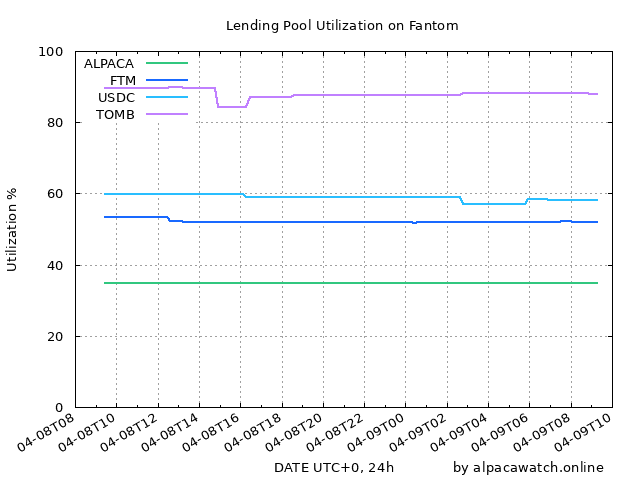 Lending Pool Utilization on Fantom
100
80
60
40
20
0
Utilization %
ALPACA
FTM
USDC
TOMB
04-08T08
04-08T10
04-08T12
04-08T14
04-08T16
04-08T18
04-08T20
04-08T22
04-09T00
04-09T02
04-09T04
04-09T06
04-09T08
04-09T10
DATE UTC+0, 24h
by alpacawatch.online